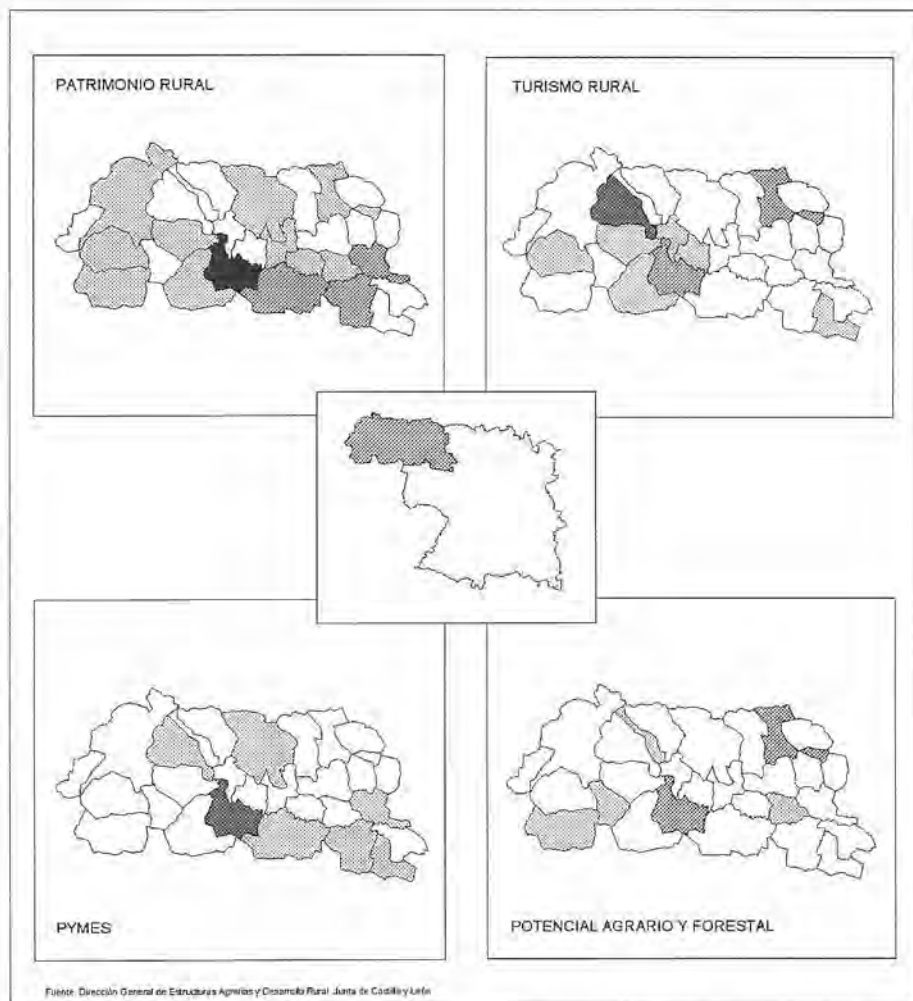 PATRIMONIO RURAL
TURISMO RURAL
PYMES
POTENCIAL AGRARIO Y FORESTAL
Fuente: Dirección General de Estructuras Agrarias y Desarrollo Rural. Junta de Castilla y León